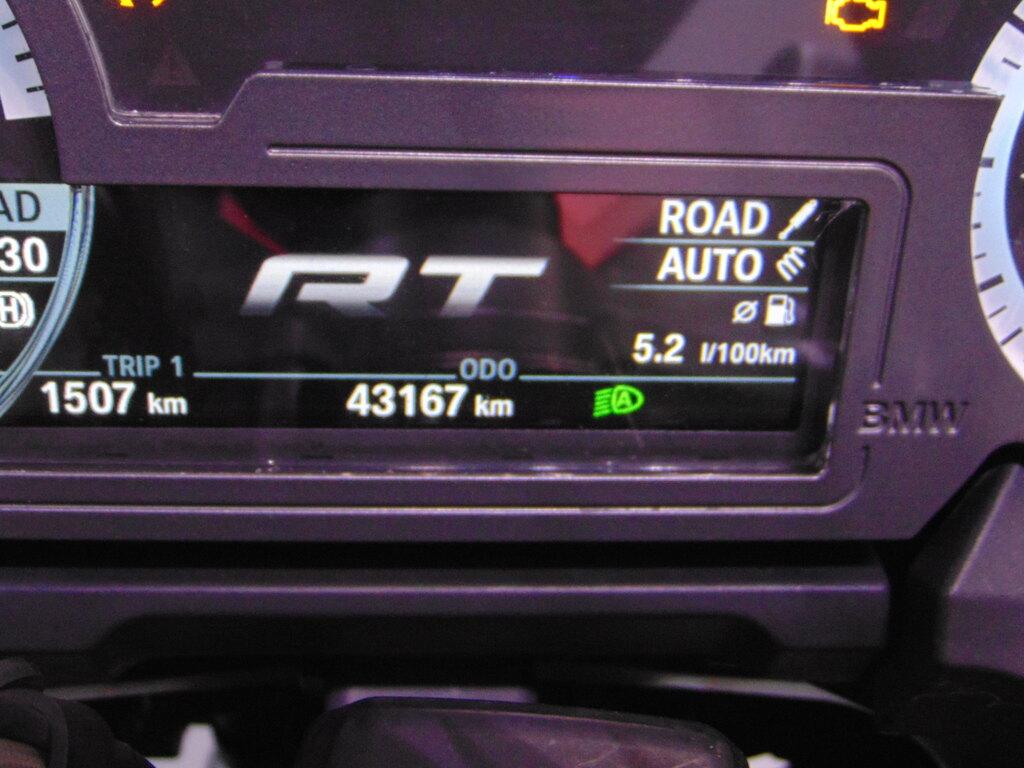 AD
30
(H)
RT
ROAD
AUTO
Ø
5.2 l/100km
TRIP 1
ODO
1507 km
43167 km
A
BMW